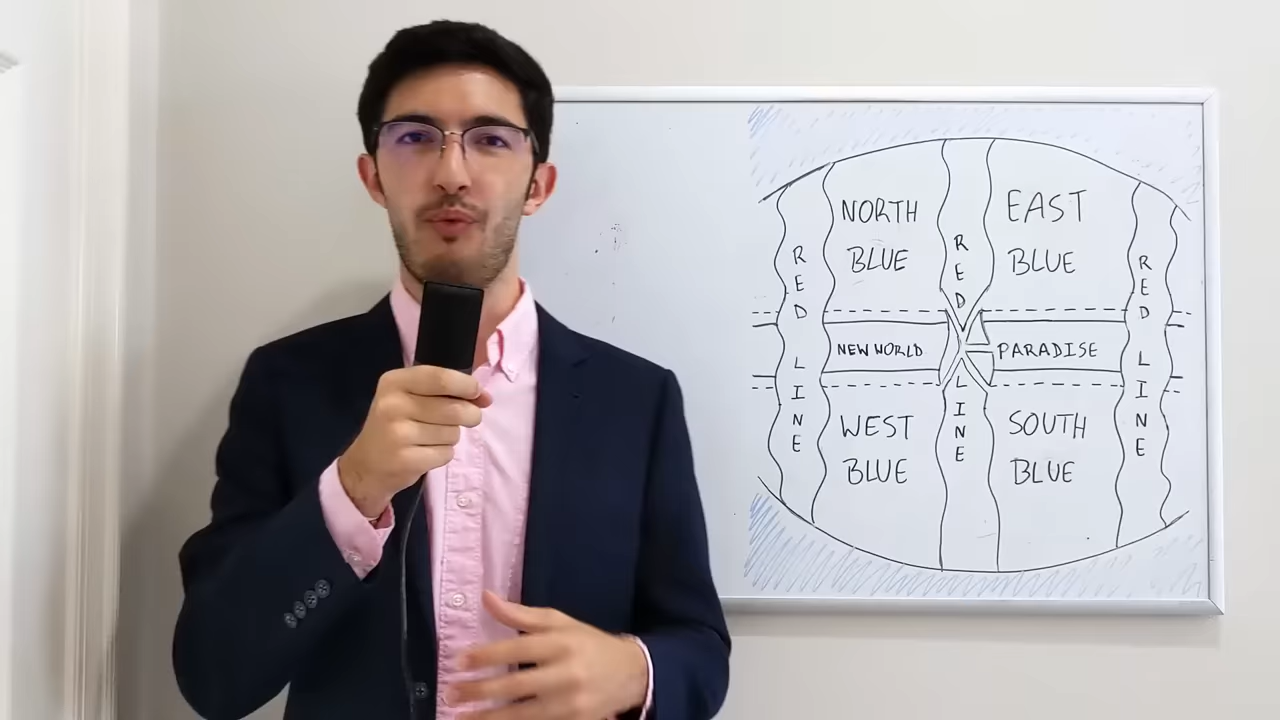 NORTH
BLUE
EAST
BLUE
RED LINE
RED LINE
RED LINE
NEW WORLD
PARADISE
WEST
BLUE
SOUTH
BLUE